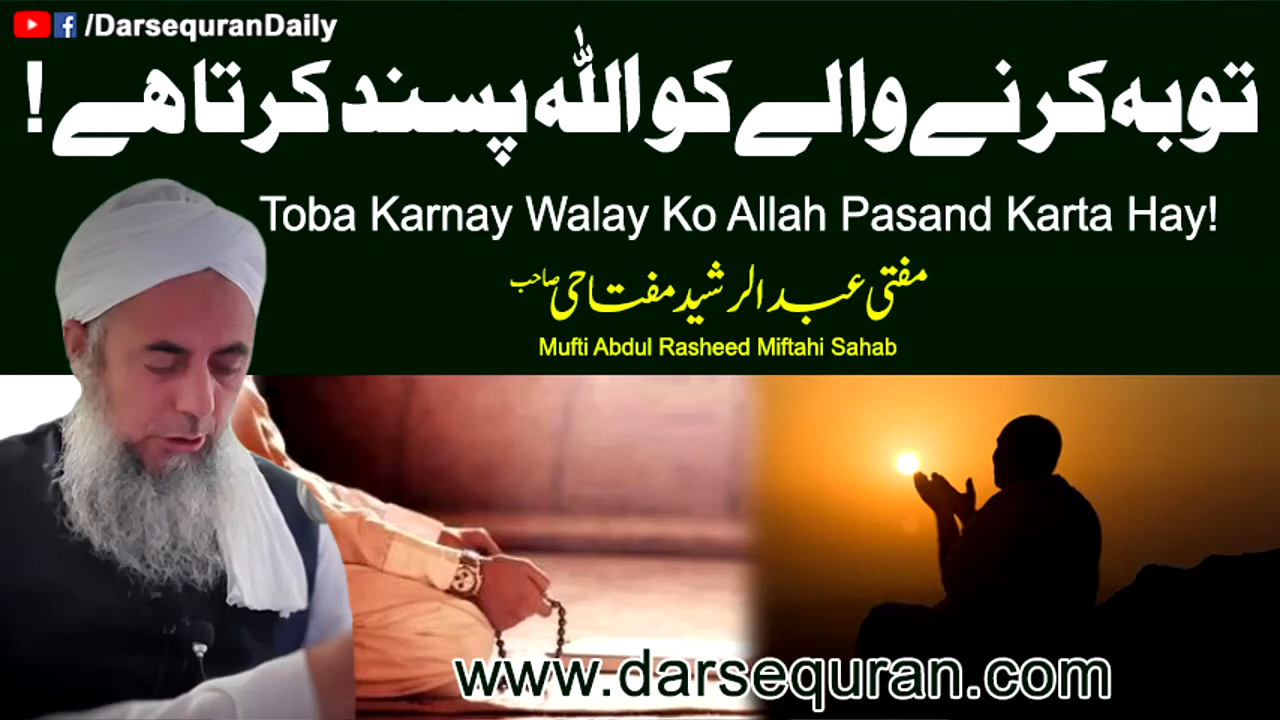 /DarsequranDaily
توبہ کرنے والے کو اللہ پسند کرتا ھے !
Toba Karnay Walay Ko Allah Pasand Karta Hay!
مفتی عبدالرشید مفتاحی صاحب
Mufti Abdul Rasheed Miftahi Sahab
www.darsequran.com